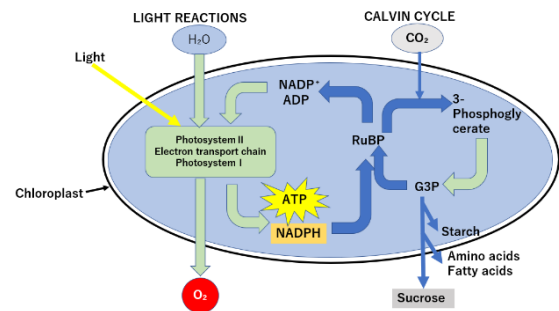 LIGHT REACTIONS
CALVIN CYCLE
H₂O
CO₂
Light
NADP⁺
ADP
3-
Phosphogly
cerate
RuBP
Photosystem II
Electron transport chain
Photosystem I
Chloroplast
ATP
NADPH
G3P
Starch
Amino acids
Fatty acids
O₂
Sucrose